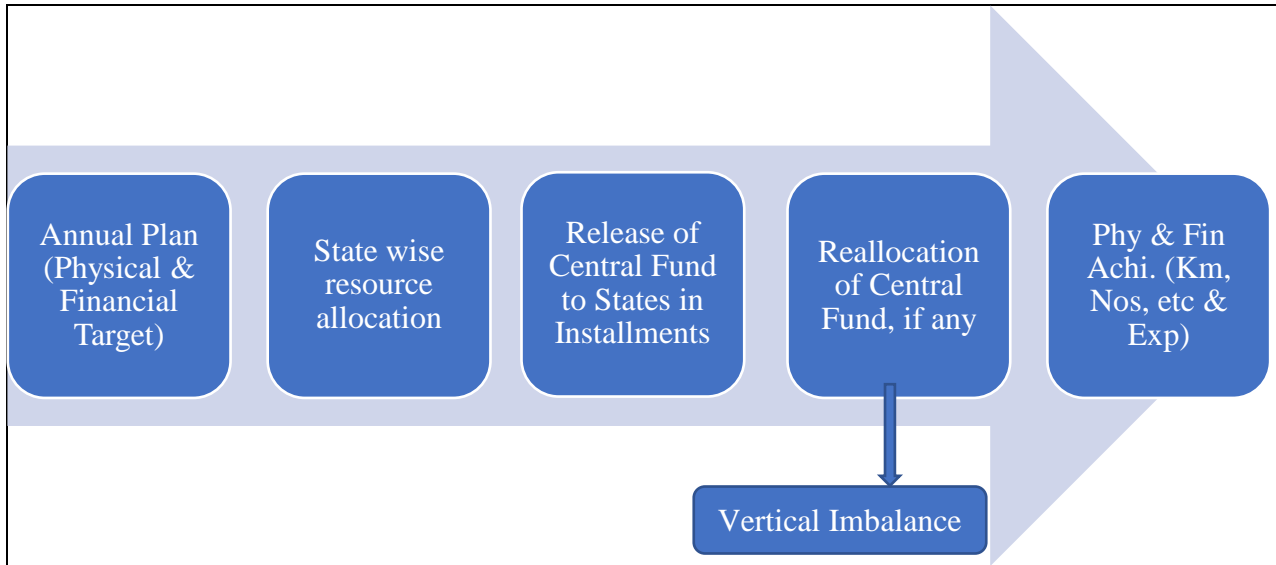 Annual Plan
(Physical &
Financial
Target)
State wise
resource
allocation
Release of
Central Fund
to States in
Installments
Reallocation
of Central
Fund, if any
Phy & Fin
Achi. (Km,
Nos, etc &
Exp)
Vertical Imbalance